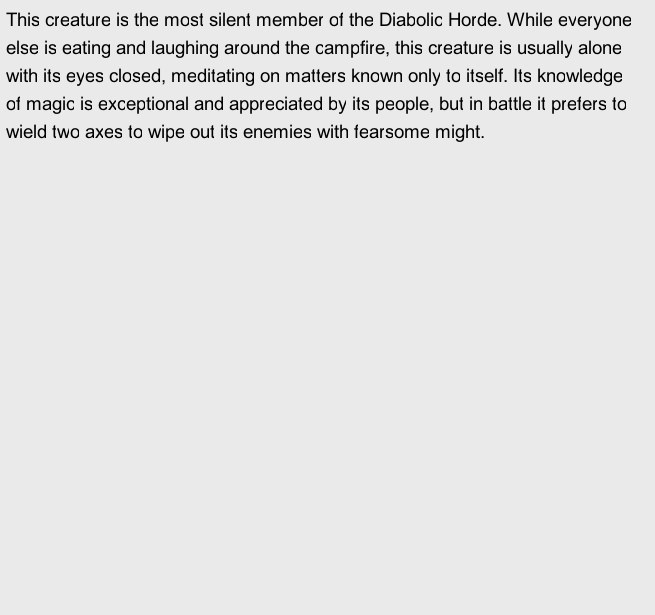 This creature is the most silent member of the Diabolic Horde. While everyone
else is eating and laughing around the campfire, this creature is usually alone
with its eyes closed, meditating on matters known only to itself. Its knowledge
of magic is exceptional and appreciated by its people, but in battle it prefers to
wield two axes to wipe out its enemies with fearsome might.